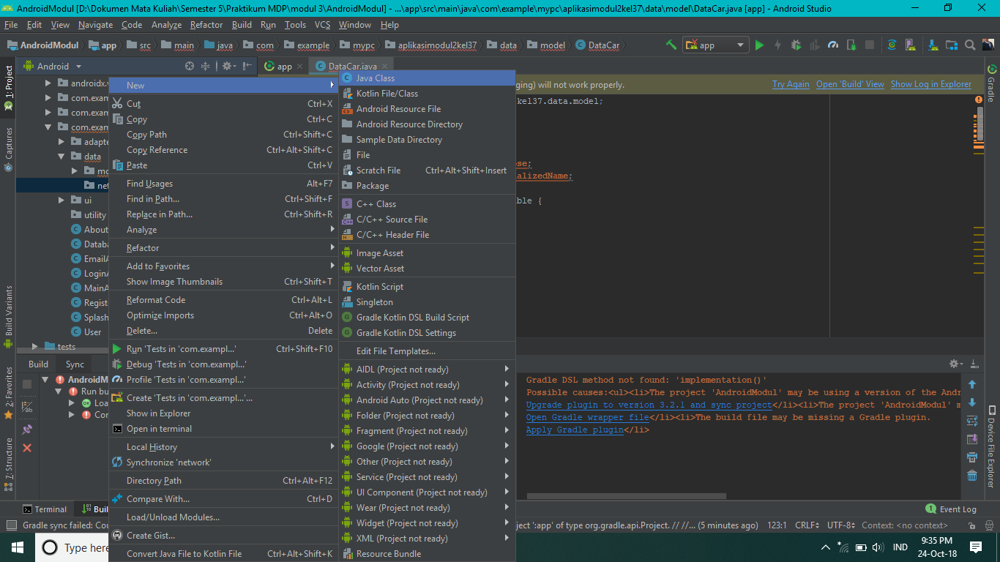 AndroidModul [D:\Dokumen Mata Kuliah\Semester 5\Praktikum MDP\modul 3\AndroidModul] - ...\app\src\main\java\com\example\mypc\aplikasimodul2kel37\data\model\DataCar.java [app] - Android Studio
File Edit View Navigate Code Analyze Refactor Build Run Tools VCS Window Help
AndroidModul app src main java com example mypc aplikasimodul2kel37 data model DataCar app
Android app DataCar.java
1: Project
Captures
Build Variants
2: Favorites
7: Structure
androidx.v
com.exam
com.exam
com.exam
adapte
data
mo
net
ui
utility
About
Datab
EmailA
LoginA
MainA
Regist
Splash
User
tests
New
Cut Ctrl+X
Copy Ctrl+C
Copy Path Ctrl+Shift+C
Copy Reference Ctrl+Alt+Shift+C
Paste Ctrl+V
Find Usages Alt+F7
Find in Path... Ctrl+Shift+F
Replace in Path... Ctrl+Shift+R
Analyze
Refactor
Add to Favorites
Show Image Thumbnails Ctrl+Shift+T
Reformat Code Ctrl+Alt+L
Optimize Imports Ctrl+Alt+O
Delete... Delete
Run 'Tests in 'com.exampl...' Ctrl+Shift+F10
Debug 'Tests in 'com.exampl...'
Profile 'Tests in 'com.exampl...'
Create 'Tests in 'com.exampl...'...
Show in Explorer
Open in terminal
Local History
Synchronize 'network'
Directory Path Ctrl+Alt+F12
Compare With... Ctrl+D
Load/Unload Modules...
Create Gist...
Convert Java File to Kotlin File Ctrl+Alt+Shift+K
Java Class
Kotlin File/Class
Android Resource File
Android Resource Directory
Sample Data Directory
File
Scratch File Ctrl+Alt+Shift+Insert
Package
C++ Class
C/C++ Source File
C/C++ Header File
Image Asset
Vector Asset
Kotlin Script
Singleton
Gradle Kotlin DSL Build Script
Gradle Kotlin DSL Settings
Edit File Templates...
AIDL (Project not ready)
Activity (Project not ready)
Android Auto (Project not ready)
Folder (Project not ready)
Fragment (Project not ready)
Google (Project not ready)
Other (Project not ready)
Service (Project not ready)
UI Component (Project not ready)
Wear (Project not ready)
Widget (Project not ready)
XML (Project not ready)
Resource Bundle
ging) will not work properly. Try Again Open 'Build' View Show Log in Explorer
kel37.data.model;
se;
alizedName;
ble {
Gradle
Device File Explorer
Build Sync
AndroidM
Run bu
Loa
Con
Gradle DSL method not found: 'implementation()'
Possible causes:<ul><li>The project 'AndroidModul' may be using a version of the Andr
Upgrade plugin to version 3.2.1 and sync project</li><li>The project 'AndroidModul' m
Open Gradle wrapper file</li><li>The build file may be missing a Gradle plugin.
Apply Gradle plugin</li>
Terminal Buil 1 Event Log
Gradle sync failed: Cou ject ':app' of type org.gradle.api.Project. // //... (5 minutes ago) 123:1 CRLF UTF-8 Context: <no context>
Type here IND 9:35 PM
24-Oct-18